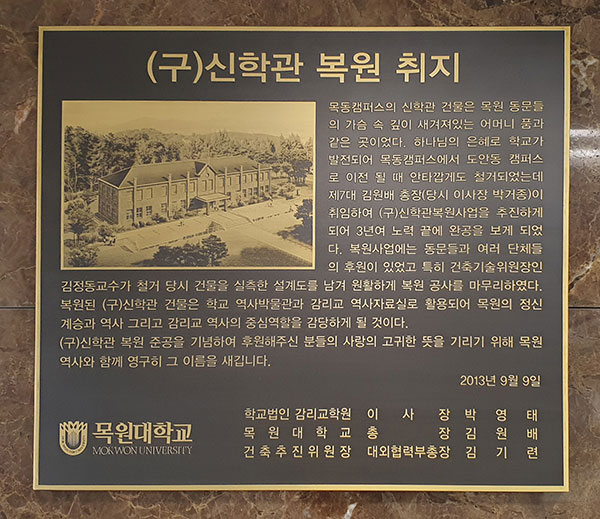 (구)신학관 복원 취지
목동캠퍼스의 신학관 건물은 목원 동문들
의 가슴 속 깊이 새겨져있는 어머니 품과
같은 곳이었다. 하나님의 은혜로 학교가
발전되어 목동캠퍼스에서 도안동 캠퍼스
로 이전 될 때 안타깝게도 철거되었는데
제7대 김원배 총장(당시 이사장 박거종)이
취임하여 (구)신학관복원사업을 추진하게
되어 3년여 노력 끝에 완공을 보게 되었
다. 복원사업에는 동문들과 여러 단체들
의 후원이 있었고 특히 건축기술위원장인
김정동교수가 철거 당시 건물을 실측한 설계도를 남겨 원활하게 복원 공사를 마무리하였다.
복원된 (구)신학관 건물은 학교 역사박물관과 감리교 역사자료실로 활용되어 목원의 정신
계승과 역사 그리고 감리교 역사의 중심역할을 감당하게 될 것이다.
(구)신학관 복원 준공을 기념하여 후원해주신 분들의 사랑의 고귀한 뜻을 기리기 위해 목원
역사와 함께 영구히 그 이름을 새깁니다.
2013년 9월 9일
학교법인 감리교학원 이 사 장 박 영 태
목 원 대 학 교 총 장 김 원 배
건 축 추 진 위 원 장 대외협력부총장 김 기 련
목원대학교
MOKWON UNIVERSITY